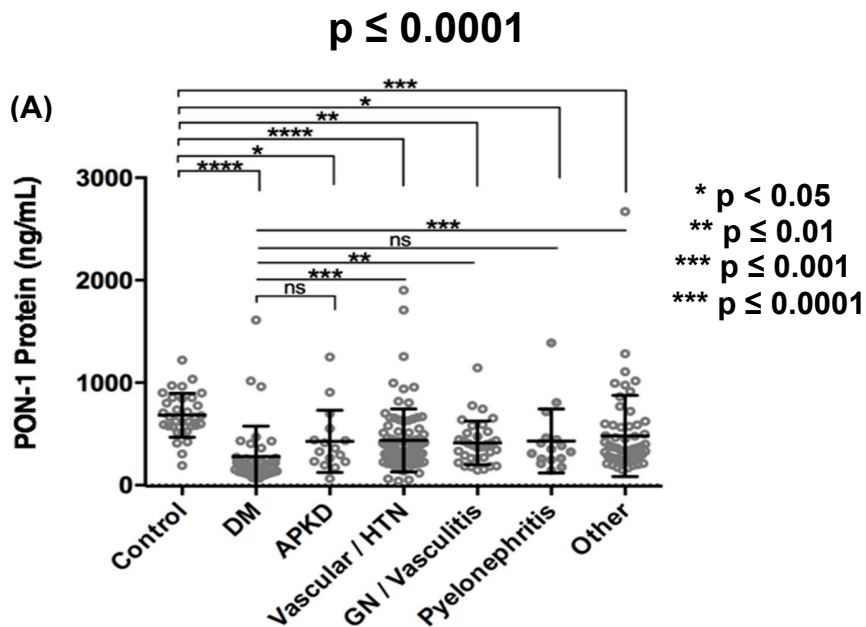 p ≤ 0.0001
(A)
***
*
**
****
*
****
***
ns
**
***
ns
* p < 0.05
** p ≤ 0.01
*** p ≤ 0.001
*** p ≤ 0.0001
PON-1 Protein (ng/mL)
3000
2000
1000
0
Control
DM
APKD
Vascular / HTN
GN / Vasculitis
Pyelonephritis
Other